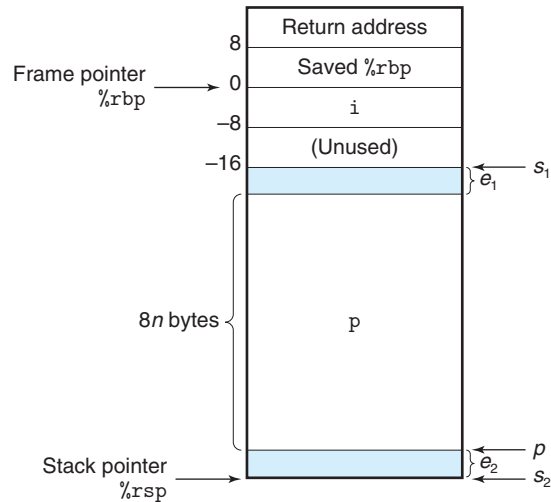 Return address
8
Saved %rbp
Frame pointer
%rbp
0
i
−8
(Unused)
−16
s1
e1
8n bytes
p
p
e2
Stack pointer
%rsp
s2